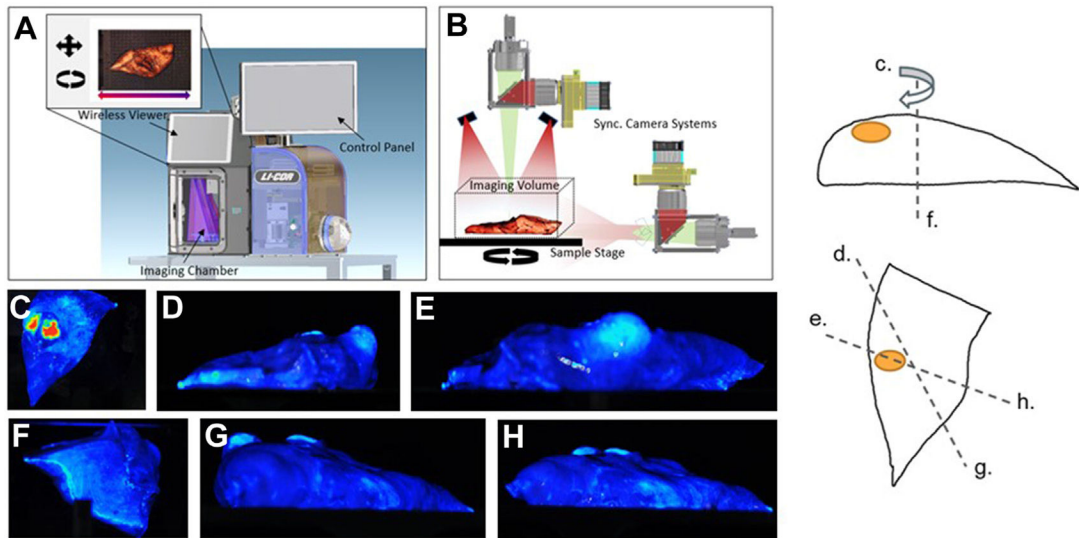 A
Wireless Viewer
Control Panel
LI-COR
Imaging Chamber
B
Sync. Camera Systems
Imaging Volume
Sample Stage
C
D
E
F
G
H
c.
f.
d.
e.
h.
g.